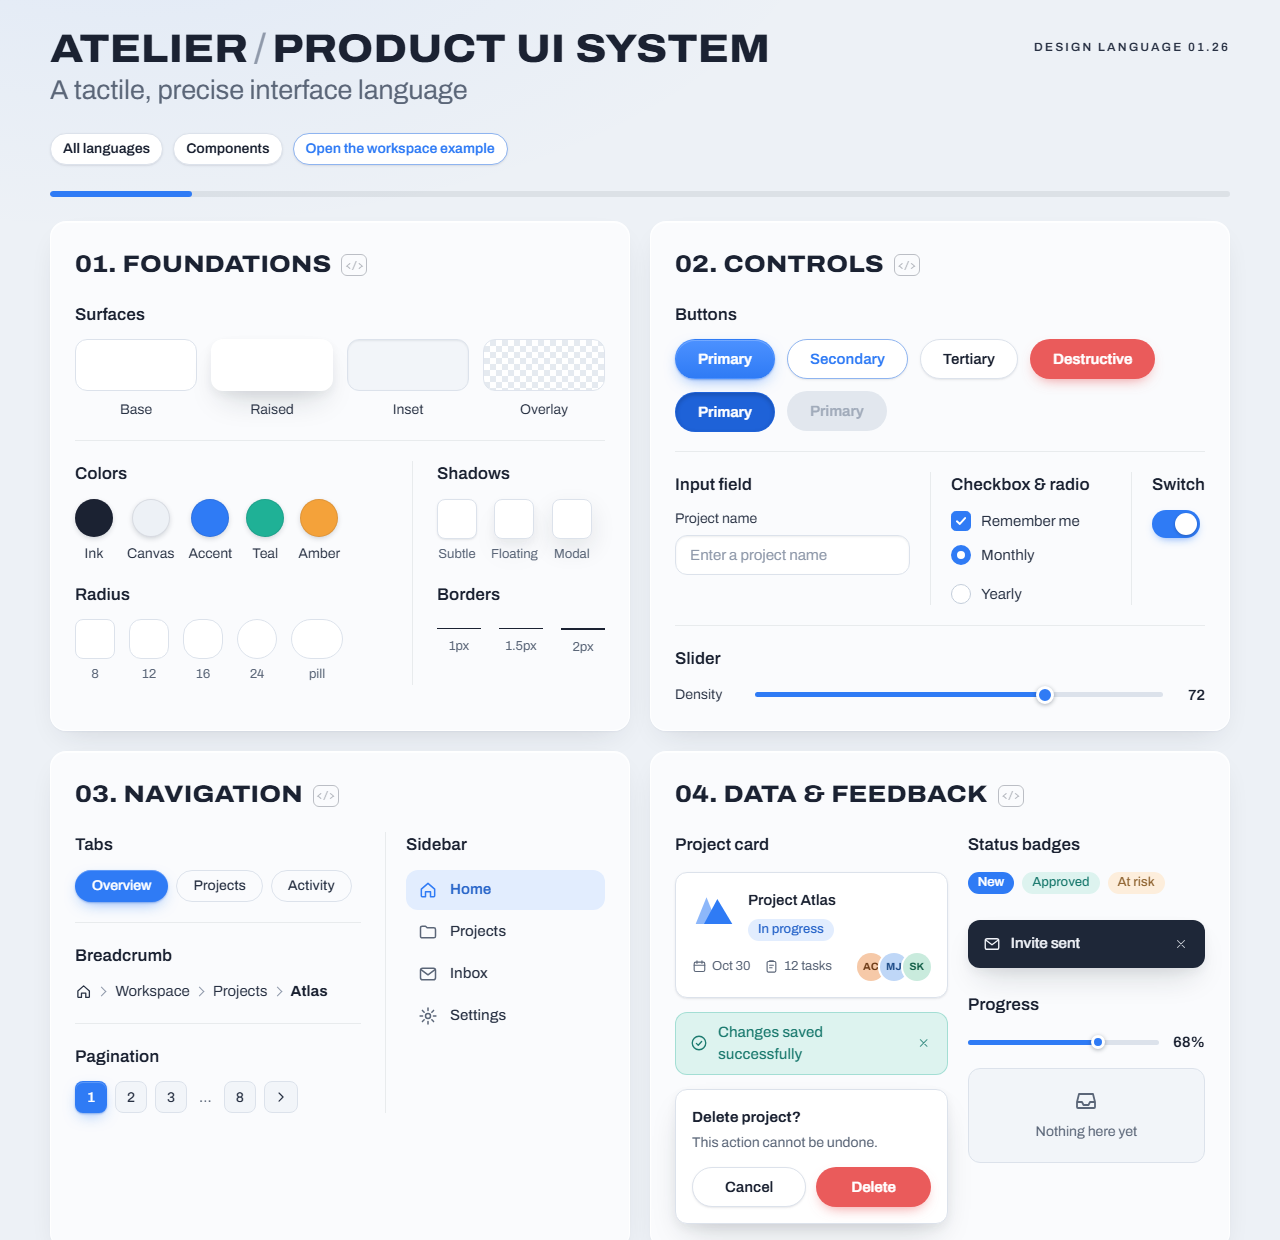 ATELIER / PRODUCT UI SYSTEM
DESIGN LANGUAGE 01.26
A tactile, precise interface language
All languages
Components
Open the workspace example
01. FOUNDATIONS </>
Surfaces
Base
Raised
Inset
Overlay
Colors
Ink
Canvas
Accent
Teal
Amber
Shadows
Subtle
Floating
Modal
Radius
8
12
16
24
pill
Borders
1px
1.5px
2px
02. CONTROLS </>
Buttons
Primary
Secondary
Tertiary
Destructive
Primary
Primary
Input field
Project name
Enter a project name
Checkbox & radio
Remember me
Monthly
Yearly
Switch
Slider
Density
72
03. NAVIGATION </>
Tabs
Overview
Projects
Activity
Breadcrumb
Workspace
Projects
Atlas
Pagination
1
2
3
...
8
Sidebar
Home
Projects
Inbox
Settings
04. DATA & FEEDBACK </>
Project card
Project Atlas
In progress
Oct 30
12 tasks
AC
MJ
SK
Changes saved
successfully
Delete project?
This action cannot be undone.
Cancel
Delete
Status badges
New
Approved
At risk
Invite sent
Progress
68%
Nothing here yet